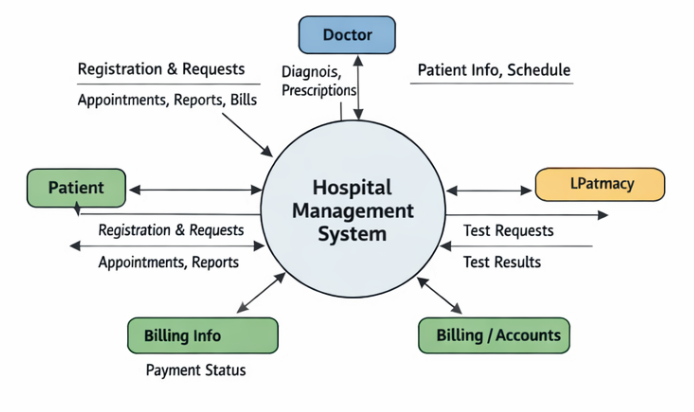 Doctor
Registration & Requests
Diagnois,
Patient Info, Schedule
Appointments, Reports, Bills
Prescriptions
Patient
Hospital
Management
System
LPatmacy
Registration & Requests
Test Requests
Appointments, Reports
Test Results
Billing Info
Billing / Accounts
Payment Status